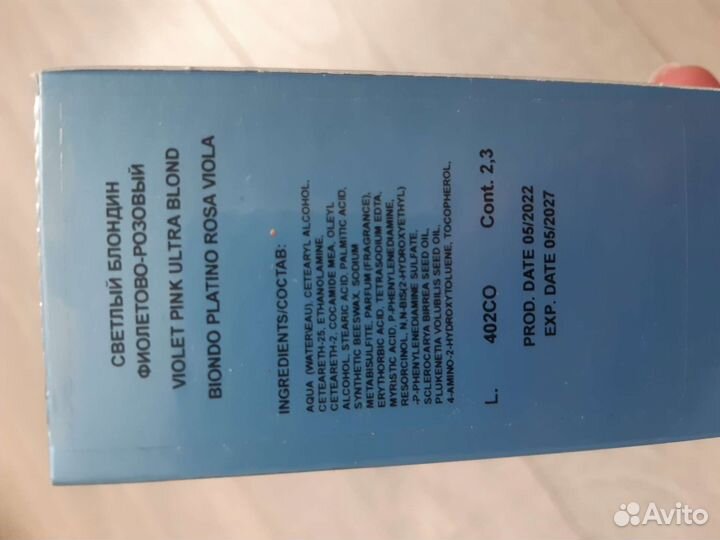 СВЕТЛЫЙ БЛОНДИН
ФИОЛЕТОВО-РОЗОВЫЙ
VIOLET PINK ULTRA BLOND
BIONDO PLATINO ROSA VIOLA
INGREDIENTS/СОСТАВ:
AQUA (WATER/EAU), CETEARYL ALCOHOL,
CETEARETH-25, ETHANOLAMINE,
CETEARETH-2, COCAMIDE MEA, OLEYL
ALCOHOL, STEARIC ACID, PALMITIC ACID,
SYNTHETIC BEESWAX, SODIUM
METABISULFITE, PARFUM (FRAGRANCE),
ERYTHORBIC ACID, TETRASODIUM EDTA,
MYRISTIC ACID, P-PHENYLENEDIAMINE,
RESORCINOL, N,N-BIS(2-HYDROXYETHYL)
-P-PHENYLENEDIAMINE SULFATE,
SCLEROCARYA BIRREA SEED OIL,
PLUKENETIA VOLUBILIS SEED OIL,
4-AMINO-2-HYDROXYTOLUENE, TOCOPHEROL,
L. 402CO Cont. 2,3
PROD. DATE 05/2022
EXP. DATE 05/2027
Avito